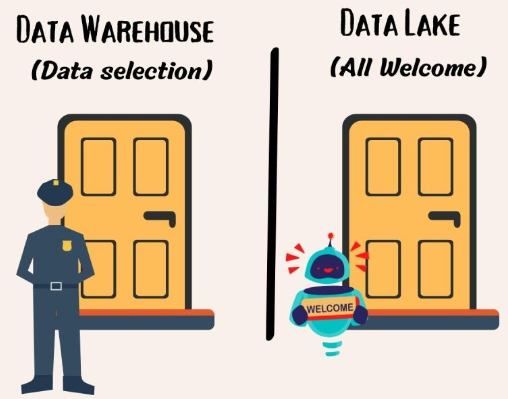 Data Warehouse
(Data selection)
Data Lake
(All Welcome)
WELCOME